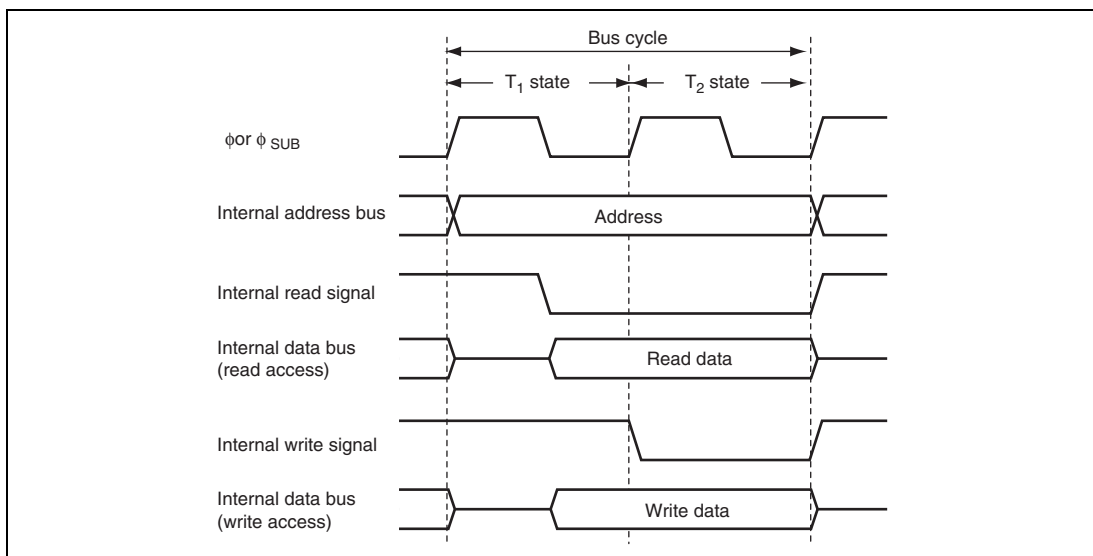 Bus cycle
T1 state
T2 state
ϕor ϕ SUB
Internal address bus
Address
Internal read signal
Internal data bus
(read access)
Read data
Internal write signal
Internal data bus
(write access)
Write data